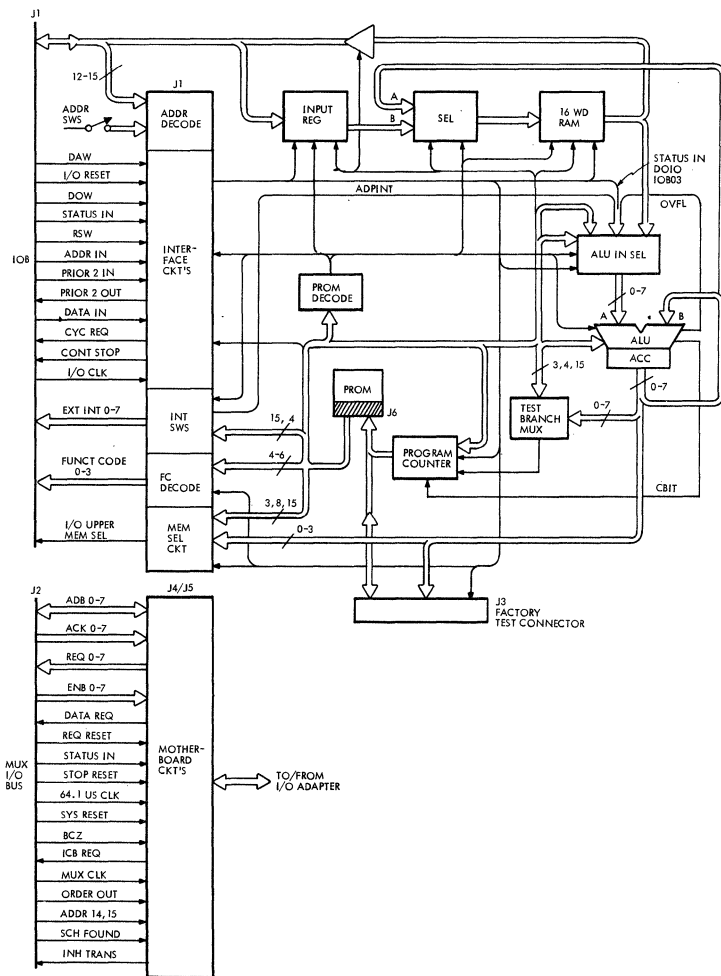 J1
12-15
J1
ADDR SWS
ADDR DECODE
INPUT REG
A
B
SEL
16 WD RAM
STATUS IN
DOIO
IOB03
OVFL
DAW
I/O RESET
ADPINT
DOW
STATUS IN
RSW
IOB
ADDR IN
PRIOR 2 IN
PRIOR 2 OUT
DATA IN
CYC REQ
CONT STOP
I/O CLK
INTER-
FACE
CKT'S
PROM
DECODE
ALU IN SEL
0-7
A
B
ALU
ACC
0-7
3,4,15
PROM
J6
EXT INT 0-7
INT
SWS
15, 4
TEST
BRANCH
MUX
0-7
FUNCT CODE
0-3
FC
DECODE
4-6
PROGRAM
COUNTER
CBIT
I/O UPPER
MEM SEL
MEM
SEL
CKT
3,8,15
0-3
J3
FACTORY
TEST CONNECTOR
J2
J4/J5
ADB 0-7
ACK 0-7
REQ 0-7
ENB 0-7
DATA REQ
REQ RESET
STATUS IN
STOP RESET
64.1 US CLK
SYS RESET
BCZ
ICB REQ
MUX CLK
ORDER OUT
ADDR 14,15
SCH FOUND
INH TRANS
MUX
I/O
BUS
MOTHER-
BOARD
CKT'S
TO/FROM
I/O ADAPTER